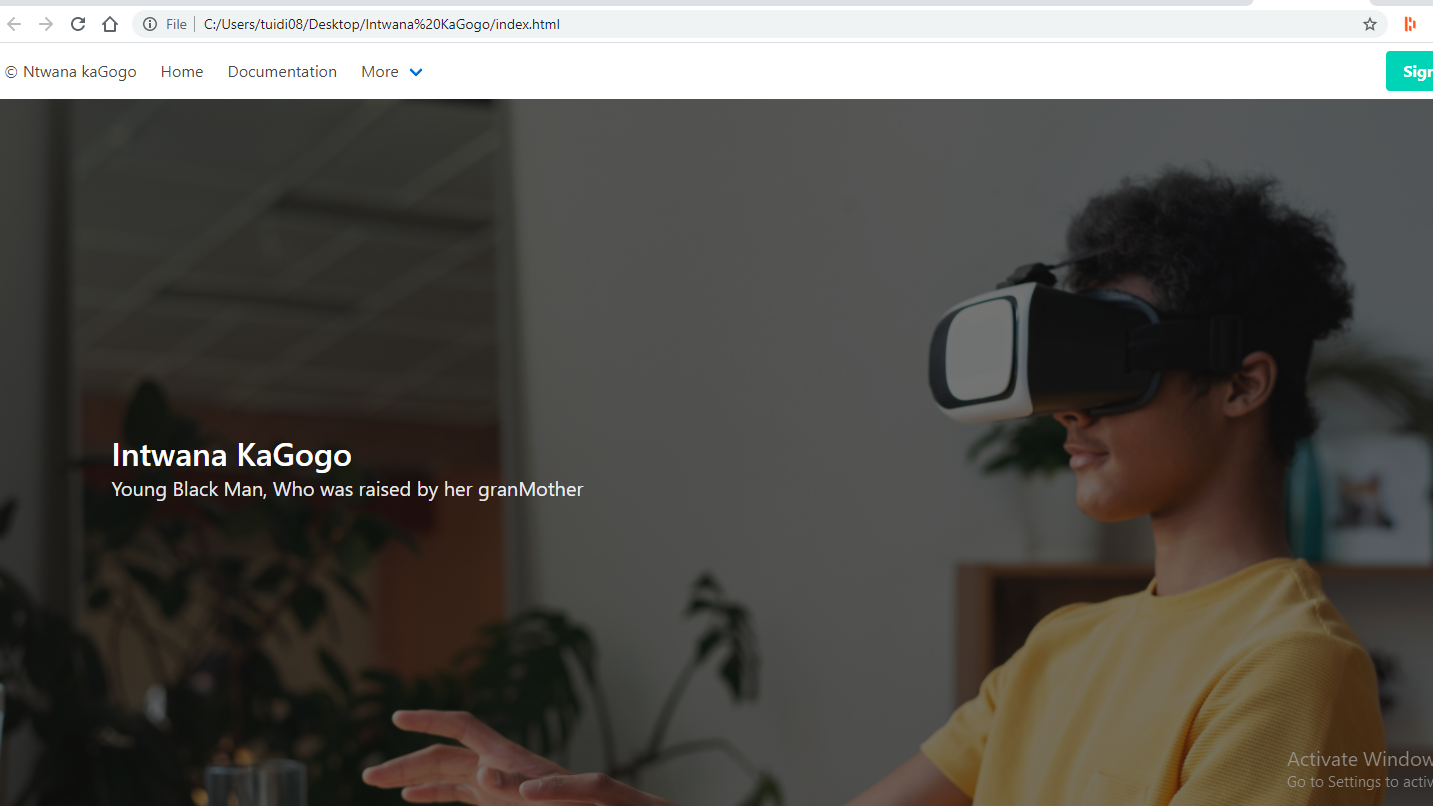 File | C:/Users/tuidi08/Desktop/Intwana%20KaGogo/index.html
© Ntwana kaGogo Home Documentation More Sign
Intwana KaGogo
Young Black Man, Who was raised by her granMother
Activate Window
Go to Settings to activ